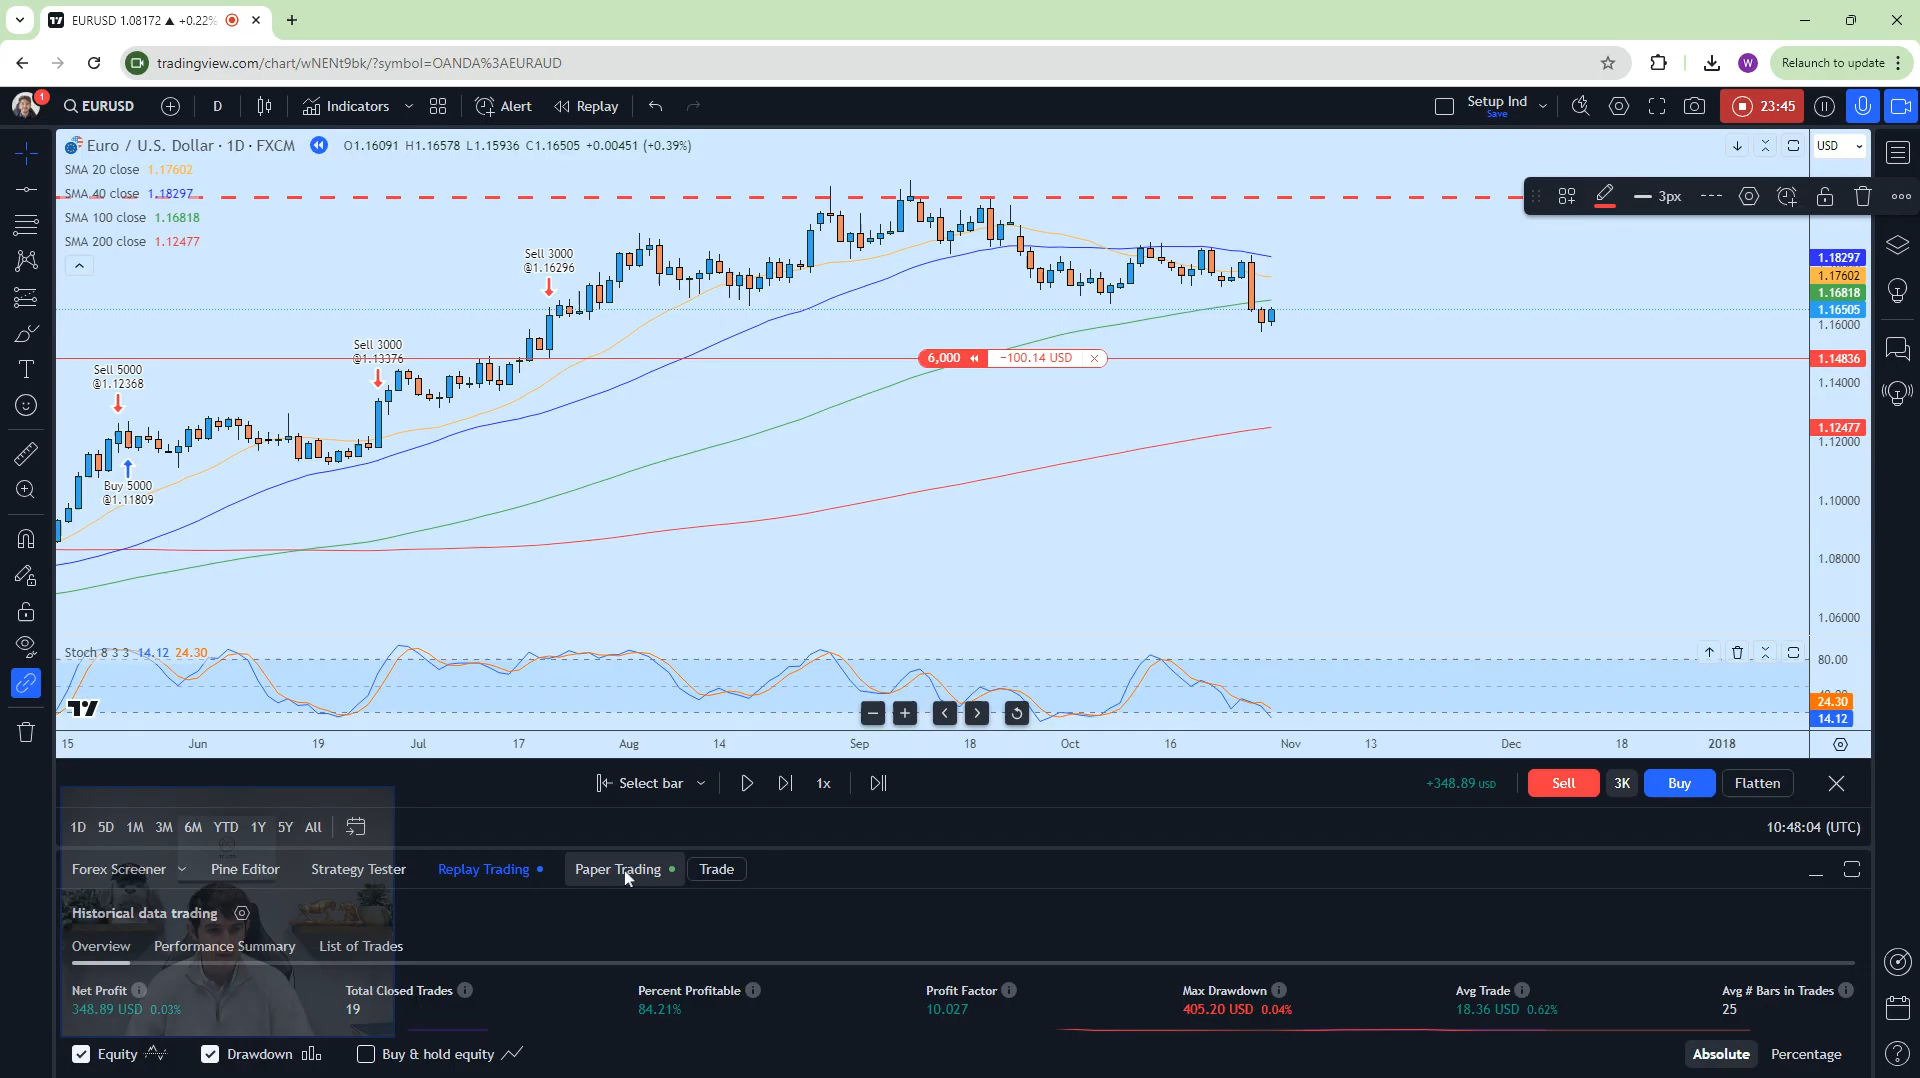 EURUSD 1.08172 ▲ +0.22%
tradingview.com/chart/wNENt9bk/?symbol=OANDA%3AEURAUD
W
Relaunch to update
1
EURUSD
D
Indicators
Alert
Replay
Setup Ind
Save
23:45
Euro / U.S. Dollar · 1D · FXCM
O1.16091 H1.16578 L1.15936 C1.16505 +0.00451 (+0.39%)
USD
SMA 20 close 1.17602
SMA 40 close 1.18297
SMA 100 close 1.16818
SMA 200 close 1.12477
3px
Sell 3000
@1.16296
Sell 3000
@1.13376
Sell 5000
@1.12368
Buy 5000
@1.11809
6,000
−100.14 USD
1.18297
1.17602
1.16818
1.16505
1.16000
1.14836
1.14000
1.12477
1.12000
1.10000
1.08000
1.06000
Stoch 8 3 3 14.12 24.30
80.00
24.30
14.12
15
Jun
19
Jul
17
Aug
14
Sep
18
Oct
16
Nov
13
Dec
18
2018
Select bar
1x
+348.89 USD
Sell
3K
Buy
Flatten
1D 5D 1M 3M 6M YTD 1Y 5Y All
10:48:04 (UTC)
Forex Screener
Pine Editor
Strategy Tester
Replay Trading
Paper Trading
Trade
Historical data trading
Overview
Performance Summary
List of Trades
Net Profit
348.89 USD 0.03%
Total Closed Trades
19
Percent Profitable
84.21%
Profit Factor
10.027
Max Drawdown
405.20 USD 0.04%
Avg Trade
18.36 USD 0.62%
Avg # Bars in Trades
25
Equity
Drawdown
Buy & hold equity
Absolute
Percentage